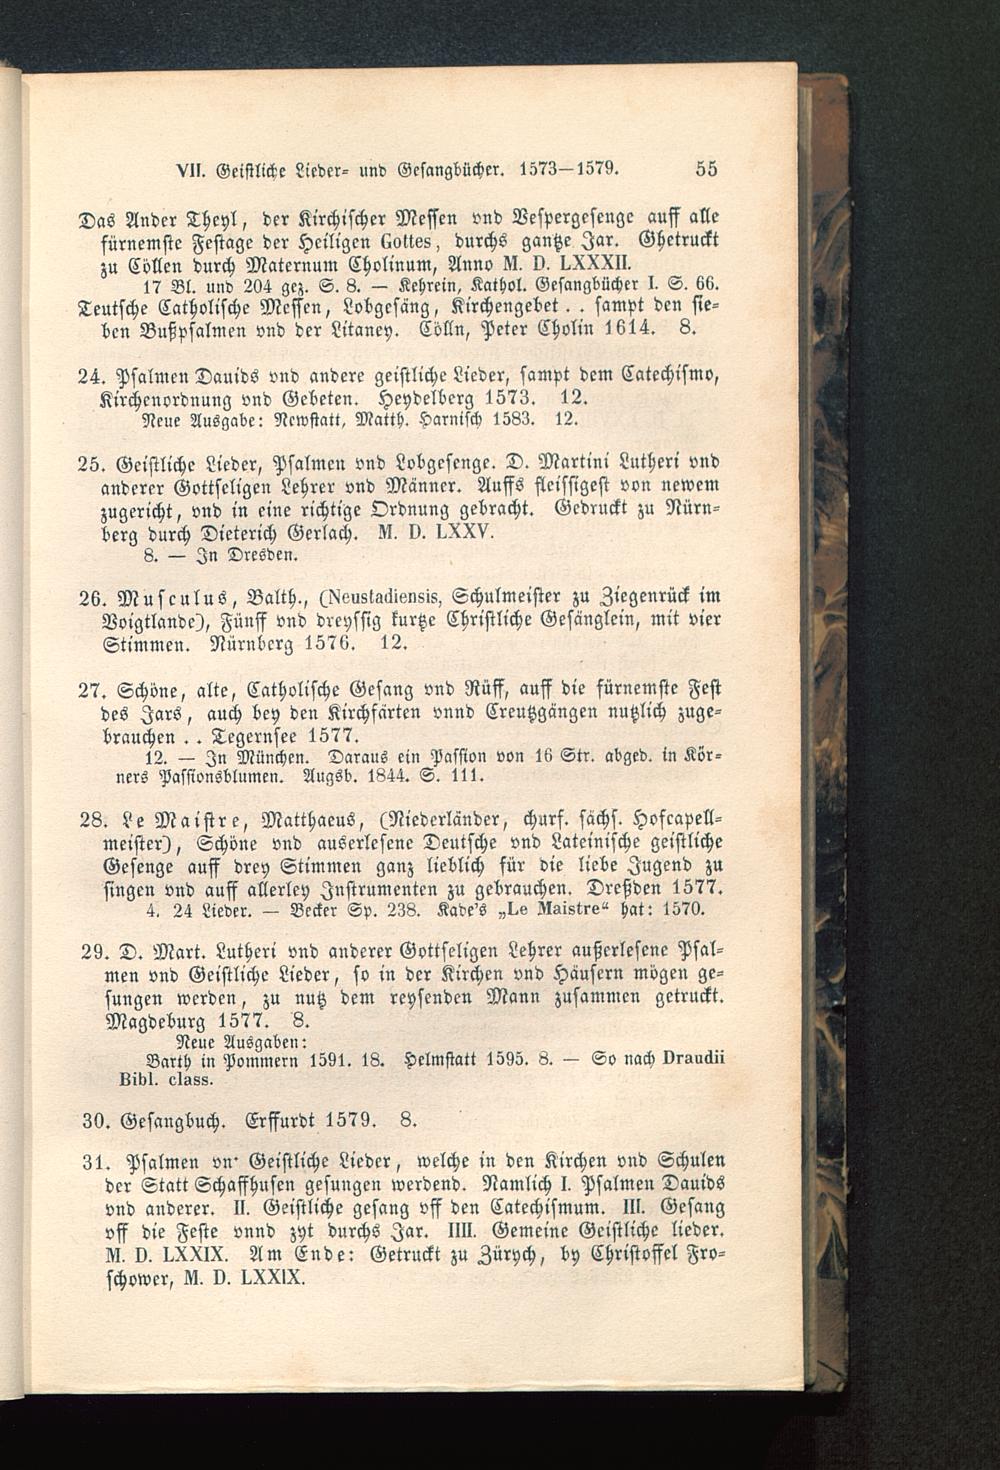 VII. Geistliche Lieder- und Gesangbücher. 1573—1579. 55
Das Ander Theyl, der Kirchischer Messen vnd Vespergesenge auff alle
fürnemste Festage der Heiligen Gottes, durchs gantze Jar. Ghetruckt
zu Cöllen durch Maternum Cholinum, Anno M. D. LXXXII.
17 Bl. und 204 gez. S. 8. — Kehrein, Kathol. Gesangbücher I. S. 66.
Teutsche Catholische Messen, Lobgesäng, Kirchengebet . . sampt den sie-
ben Bußpsalmen vnd der Litaney. Cölln, Peter Cholin 1614. 8.
24. Psalmen Dauids vnd andere geistliche Lieder, sampt dem Catechismo,
Kirchenordnung vnd Gebeten. Heydelberg 1573. 12.
Neue Ausgabe: Newstatt, Matth. Harnisch 1583. 12.
25. Geistliche Lieder, Psalmen vnd Lobgesenge. D. Martini Lutheri vnd
anderer Gottseligen Lehrer vnd Männer. Auffs fleissigest von newem
zugericht, vnd in eine richtige Ordnung gebracht. Gedruckt zu Nürn-
berg durch Dieterich Gerlach. M. D. LXXV.
8. — In Dresden.
26. Musculus, Balth., (Neustadiensis, Schulmeister zu Ziegenrück im
Voigtlande), Fünff vnd dreyssig kurtze Christliche Gesänglein, mit vier
Stimmen. Nürnberg 1576. 12.
27. Schöne, alte, Catholische Gesang vnd Rüff, auff die fürnemste Fest
des Jars, auch bey den Kirchfärten vnnd Creutzgängen nutzlich zuge-
brauchen . . Tegernsee 1577.
12. — In München. Daraus ein Passion von 16 Str. abged. in Kör-
ners Passionsblumen. Augsb. 1844. S. 111.
28. Le Maistre, Matthaeus, (Niederländer, churf. sächs. Hofcapell-
meister), Schöne vnd auserlesene Deutsche vnd Lateinische geistliche
Gesenge auff drey Stimmen ganz lieblich für die liebe Jugend zu
singen vnd auff allerley Instrumenten zu gebrauchen. Dreßden 1577.
4. 24 Lieder. — Becker Sp. 238. Kade's „Le Maistre“ hat: 1570.
29. D. Mart. Lutheri vnd anderer Gottseligen Lehrer außerlesene Psal-
men vnd Geistliche Lieder, so in der Kirchen vnd Häusern mögen ge-
sungen werden, zu nutz dem reysenden Mann zusammen getruckt.
Magdeburg 1577. 8.
Neue Ausgaben:
Barth in Pommern 1591. 18. Helmstatt 1595. 8. — So nach Draudii
Bibl. class.
30. Gesangbuch. Erffurdt 1579. 8.
31. Psalmen vn Geistliche Lieder, welche in den Kirchen vnd Schulen
der Statt Schaffhusen gesungen werdend. Namlich I. Psalmen Dauids
vnd anderer. II. Geistliche gesang vff den Catechismum. III. Gesang
vff die Feste vnnd zyt durchs Jar. IIII. Gemeine Geistliche lieder.
M. D. LXXIX. Am Ende: Getruckt zu Zürych, by Christoffel Fro-
schower, M. D. LXXIX.